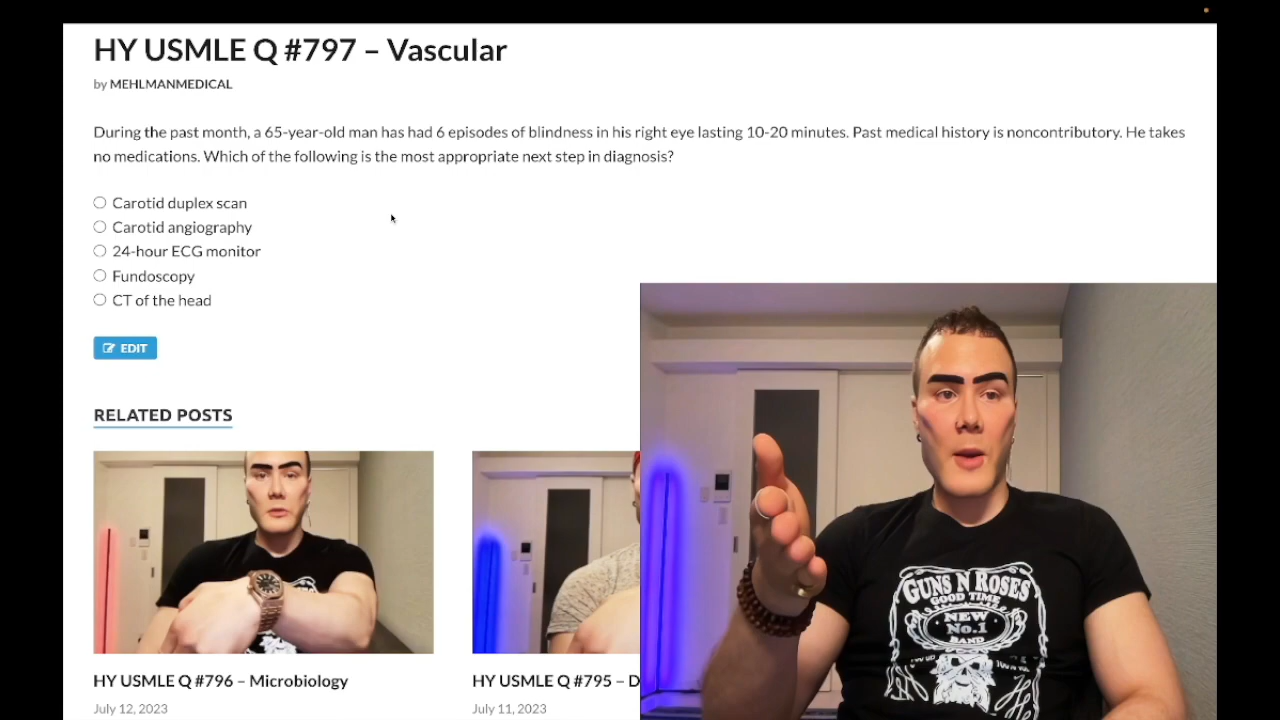 HY USMLE Q #797 – Vascular
by MEHLMANMEDICAL
During the past month, a 65-year-old man has had 6 episodes of blindness in his right eye lasting 10-20 minutes. Past medical history is noncontributory. He takes
no medications. Which of the following is the most appropriate next step in diagnosis?
Carotid duplex scan
Carotid angiography
24-hour ECG monitor
Fundoscopy
CT of the head
EDIT
RELATED POSTS
HY USMLE Q #796 – Microbiology
July 12, 2023
HY USMLE Q #795 – D
July 11, 2023
GUNS N ROSES
GOOD TIME
NEW
No.1
BAND